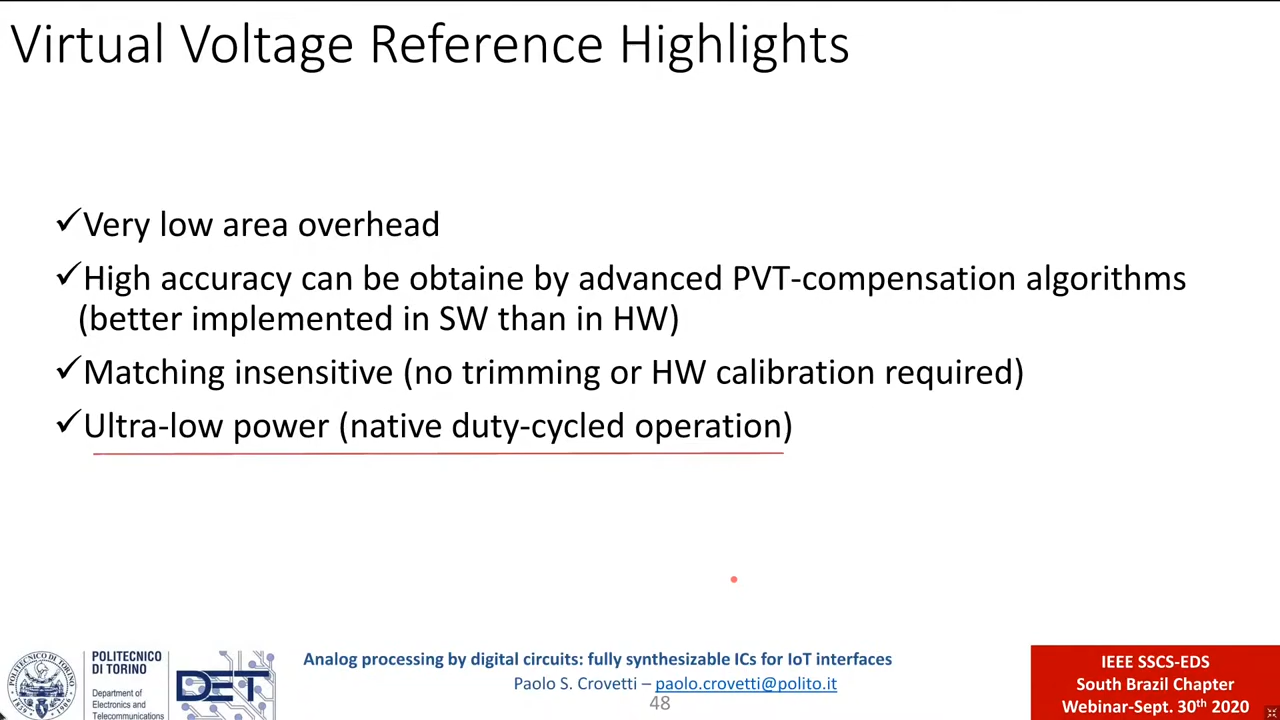 Virtual Voltage Reference Highlights
✓Very low area overhead
✓High accuracy can be obtaine by advanced PVT-compensation algorithms
(better implemented in SW than in HW)
✓Matching insensitive (no trimming or HW calibration required)
✓Ultra-low power (native duty-cycled operation)
POLITECNICO
DI TORINO
Department of
Electronics and
Telecommunications
DET
Analog processing by digital circuits: fully synthesizable ICs for IoT interfaces
Paolo S. Crovetti – paolo.crovetti@polito.it
48
IEEE SSCS-EDS
South Brazil Chapter
Webinar-Sept. 30th 2020